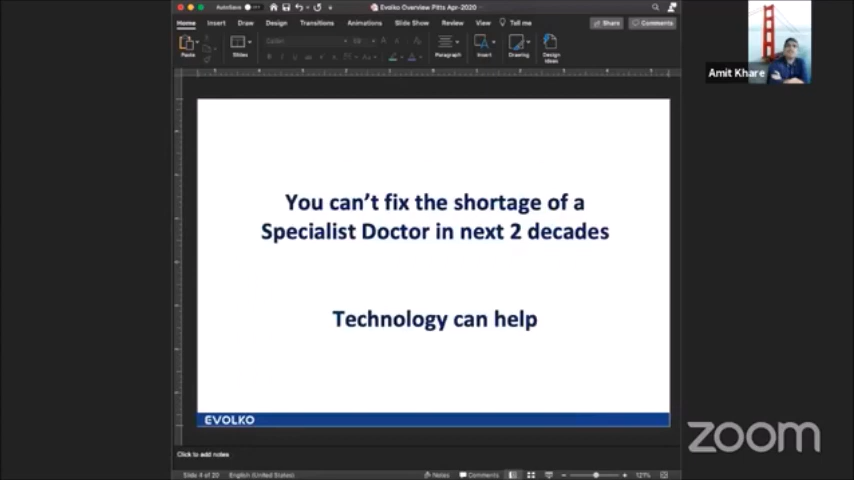 AutoSave OFF
Evolko Overview Pitts Apr-2020
Home Insert Draw Design Transitions Animations Slide Show Review View Tell me
Share Comments
Paste Slides Paragraph Insert Drawing Design Ideas
Amit Khare
You can’t fix the shortage of a
Specialist Doctor in next 2 decades
Technology can help
EVOLKO
zoom
Click to add notes
Slide 4 of 20 English (United States) Notes Comments 121%